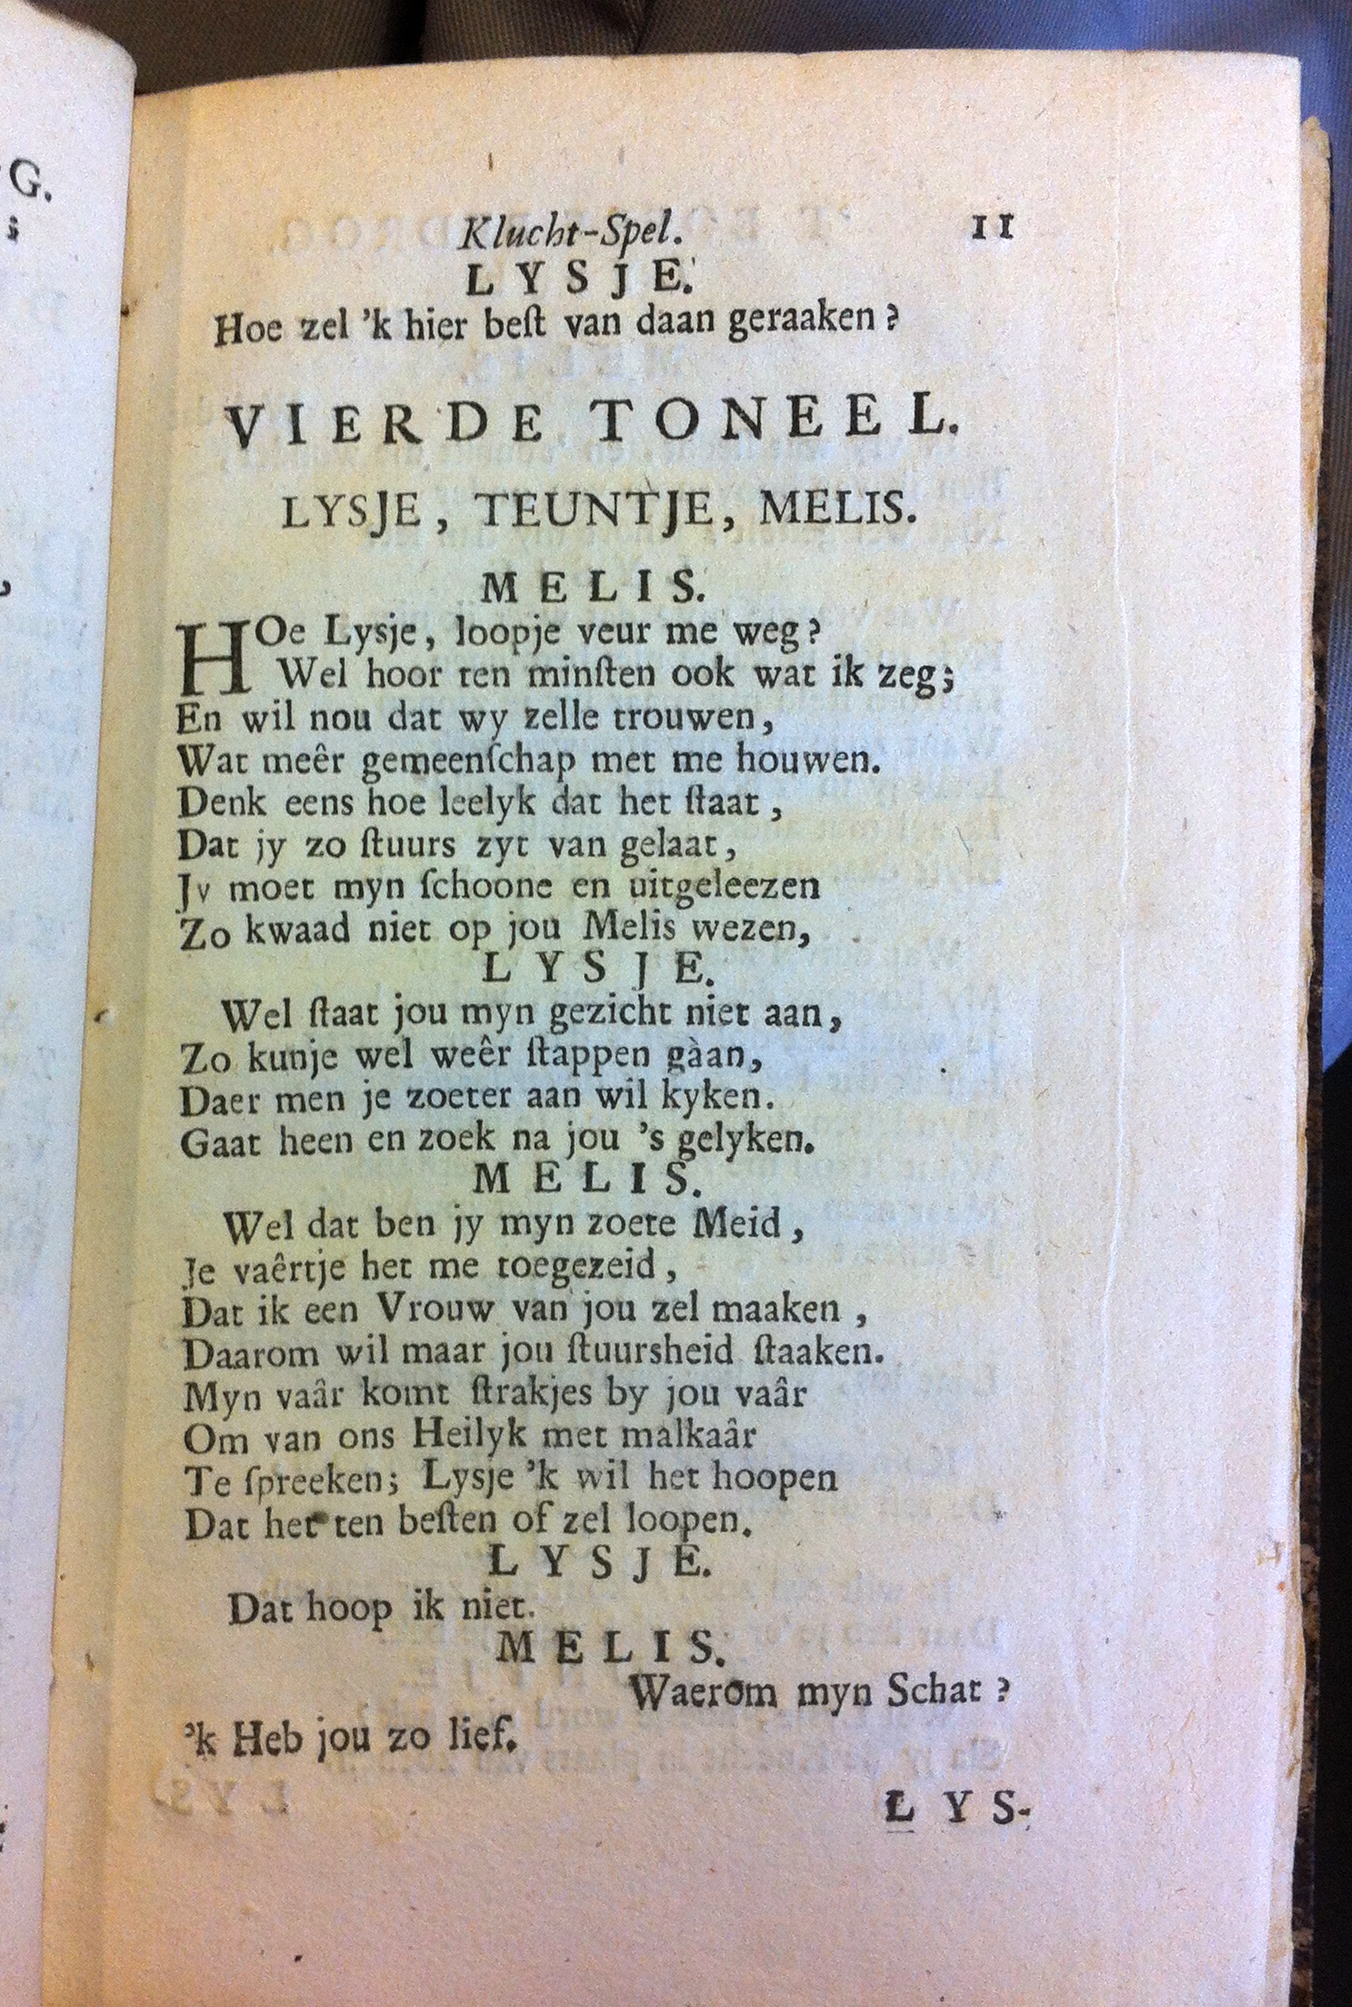 Klucht-Spel. 11
LYSJE.
Hoe zel 'k hier beſt van daan geraaken?
VIERDE TONEEL.
LYSJE, TEUNTJE, MELIS.
MELIS.
HOe Lysje, loopje veur me weg?
Wel hoor ten minſten ook wat ik zeg;
En wil nou dat wy zelle trouwen,
Wat meêr gemeenſchap met me houwen.
Denk eens hoe leelyk dat het ſtaat,
Dat jy zo ſtuurs zyt van gelaat,
Jy moet myn ſchoone en uitgeleezen
Zo kwaad niet op jou Melis wezen,
LYSJE.
Wel ſtaat jou myn gezicht niet aan,
Zo kunje wel weêr ſtappen gàan,
Daer men je zoeter aan wil kyken.
Gaat heen en zoek na jou 's gelyken.
MELIS.
Wel dat ben jy myn zoete Meid,
Je vaêrtje het me toegezeid,
Dat ik een Vrouw van jou zel maaken,
Daarom wil maar jou ſtuursheid ſtaaken.
Myn vaâr komt ſtrakjes by jou vaâr
Om van ons Heilyk met malkaâr
Te ſpreeken; Lysje 'k wil het hoopen
Dat het ten beſten of zel loopen.
LYSJE.
Dat hoop ik niet.
MELIS.
Waerom myn Schat?
'k Heb jou zo lief.
LYS-